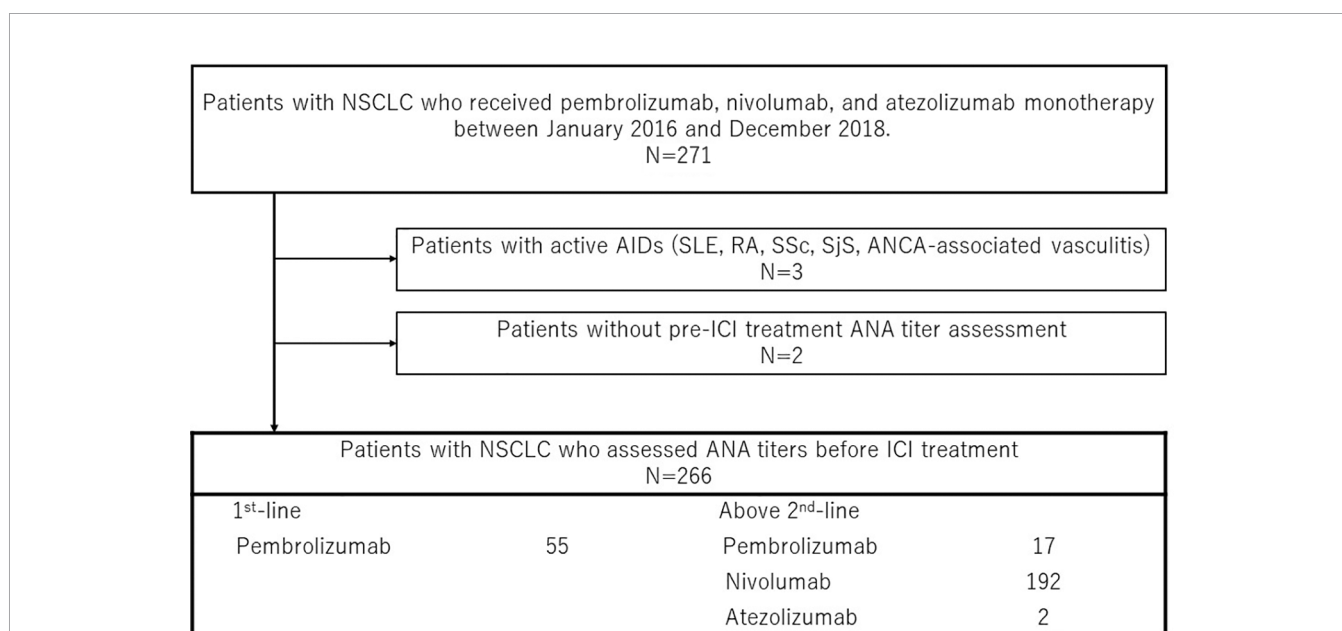 Patients with NSCLC who received pembrolizumab, nivolumab, and atezolizumab monotherapy
between January 2016 and December 2018.
N=271
Patients with active AIDs (SLE, RA, SSc, SjS, ANCA-associated vasculitis)
N=3
Patients without pre-ICI treatment ANA titer assessment
N=2
Patients with NSCLC who assessed ANA titers before ICI treatment
N=266
1st-line Above 2nd-line
Pembrolizumab 55 Pembrolizumab 17
Nivolumab 192
Atezolizumab 2